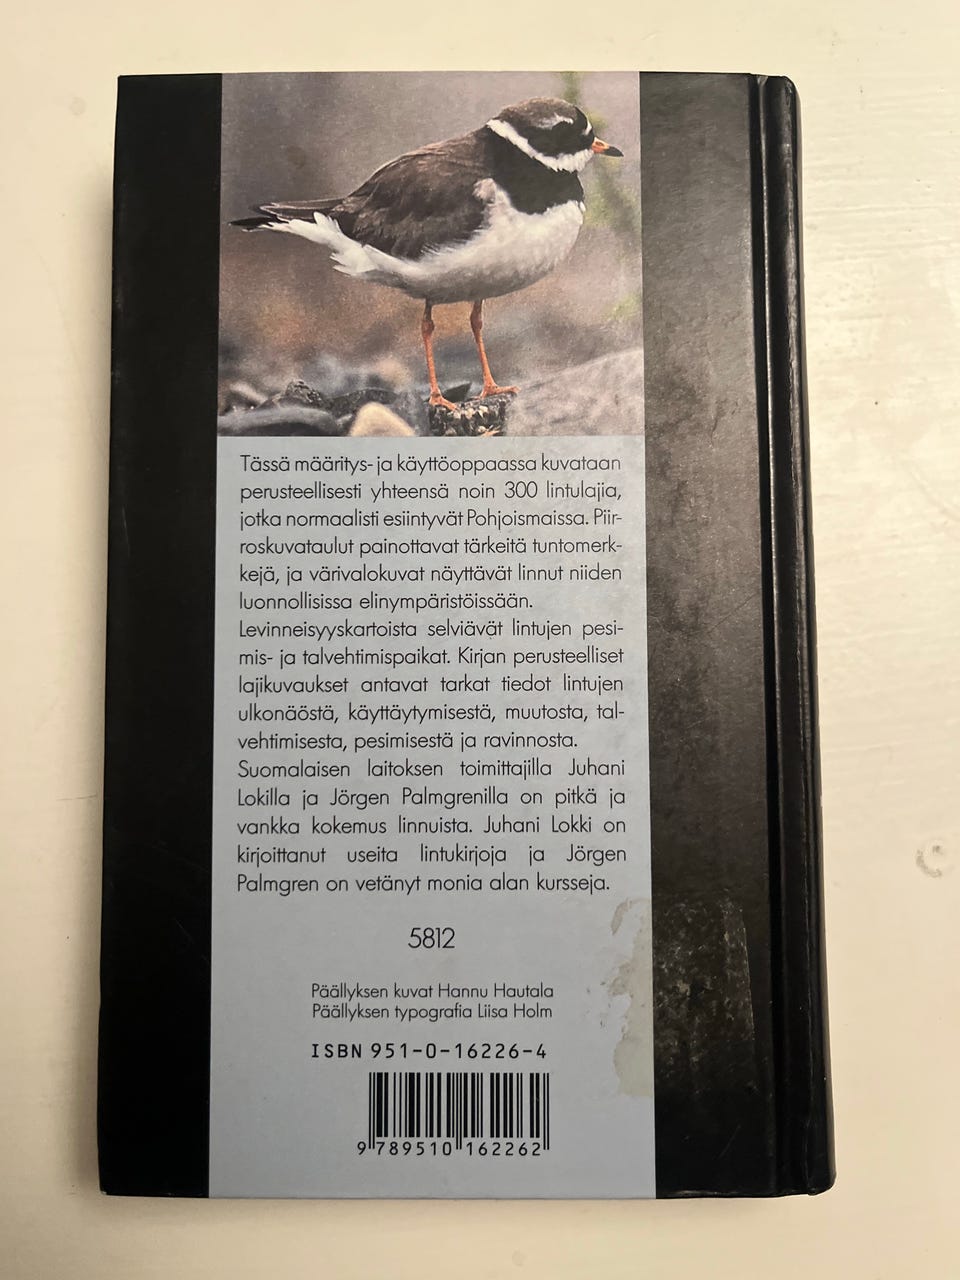 Tässä määritys- ja käyttöoppaassa kuvataan
perusteellisesti yhteensä noin 300 lintulajia,
jotka normaalisti esiintyvät Pohjoismaissa. Piir-
roskuvataulut painottavat tärkeitä tuntomerk-
kejä, ja värivalokuvat näyttävät linnut niiden
luonnollisissa elinympäristöissään.
Levinneisyyskartoista selviävät lintujen pesi-
mis- ja talvehtimispaikat. Kirjan perusteelliset
lajikuvaukset antavat tarkat tiedot lintujen
ulkonäöstä, käyttäytymisestä, muutosta, tal-
vehtimisesta, pesimisestä ja ravinnosta.
Suomalaisen laitoksen toimittajilla Juhani
Lokilla ja Jörgen Palmgrenilla on pitkä ja
vankka kokemus linnuista. Juhani Lokki on
kirjoittanut useita lintukirjoja ja Jörgen
Palmgren on vetänyt monia alan kursseja.
5812
Päällyksen kuvat Hannu Hautala
Päällyksen typografia Liisa Holm
ISBN 951-0-16226-4
9 789510 162262